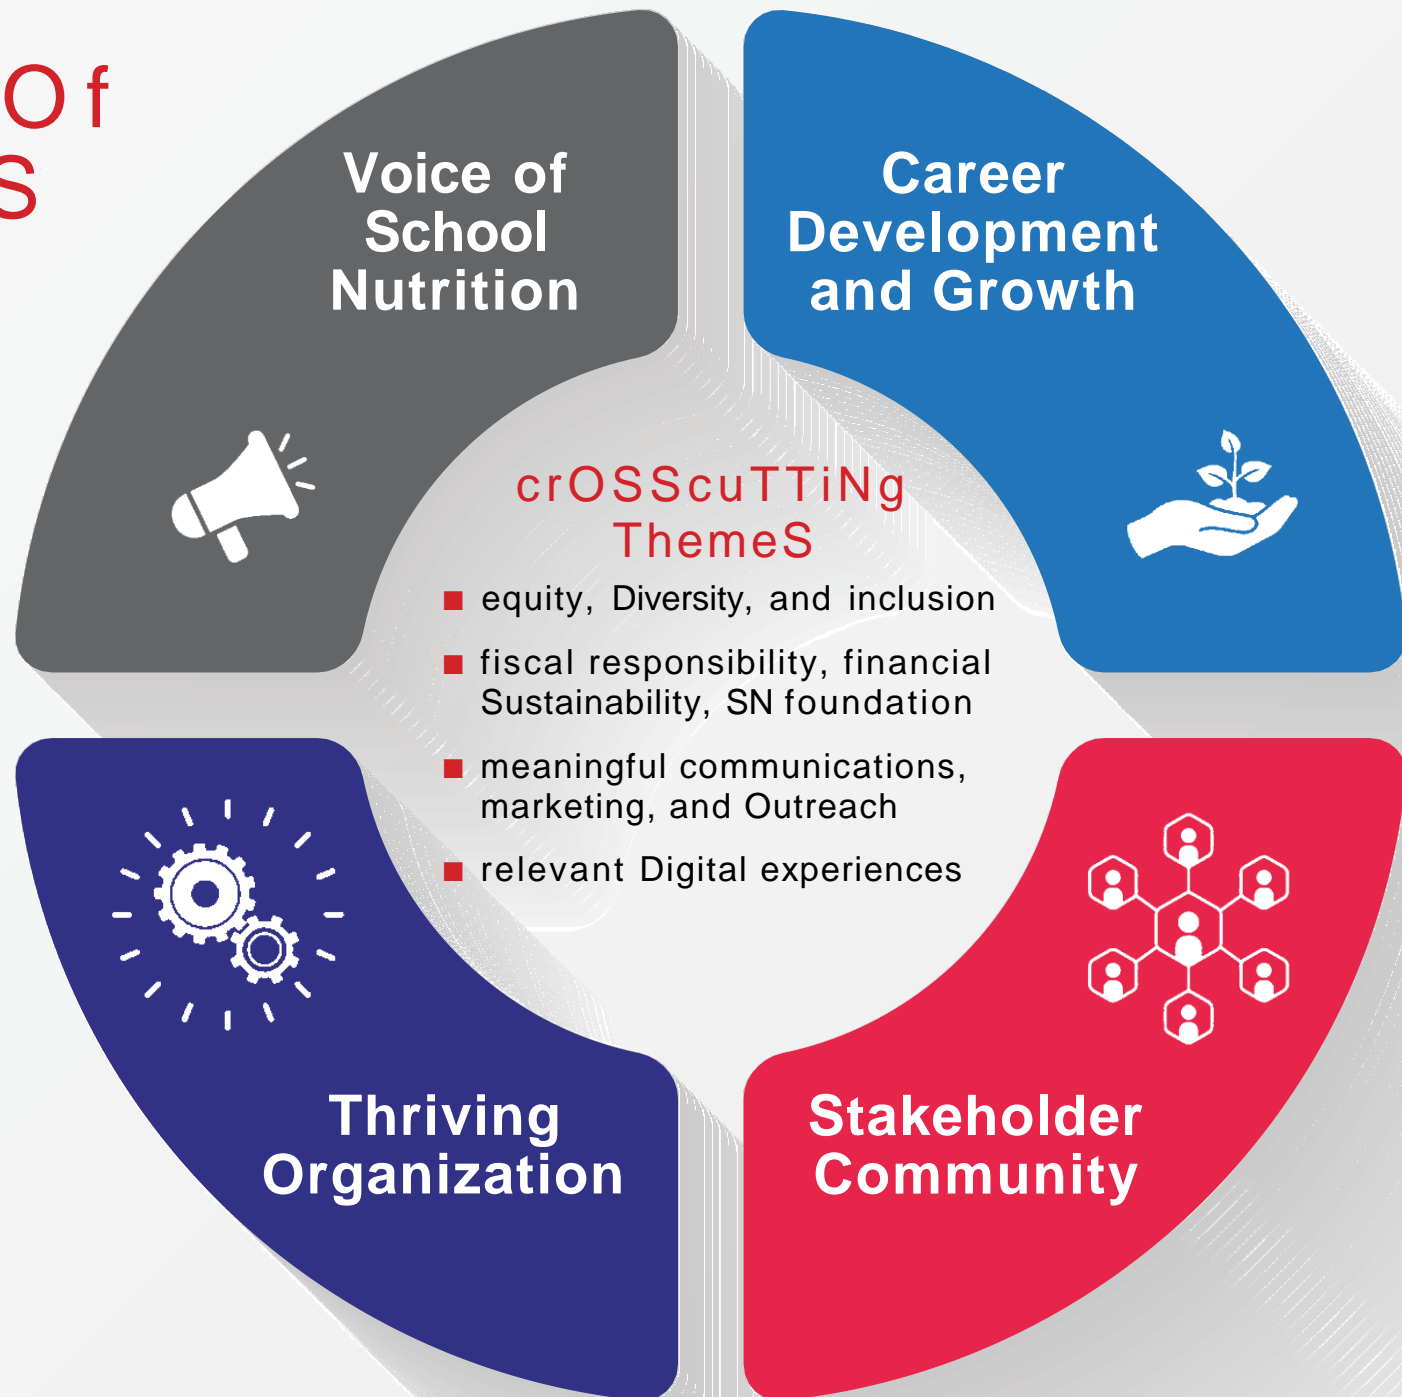 Of
S
Voice of
School
Nutrition
Career
Development
and Growth
crOSScuTTiNg
ThemeS
■ equity, Diversity, and inclusion
■ fiscal responsibility, financial
Sustainability, SN foundation
■ meaningful communications,
marketing, and Outreach
■ relevant Digital experiences
Thriving
Organization
Stakeholder
Community